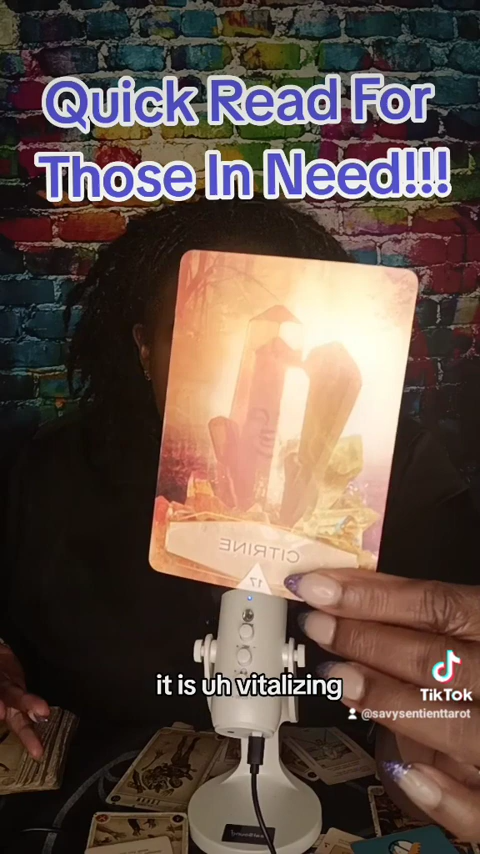 Quick Read For
Those In Need!!!
CITRINE
17
it is uh vitalizing
TikTok
@savysentienttarot